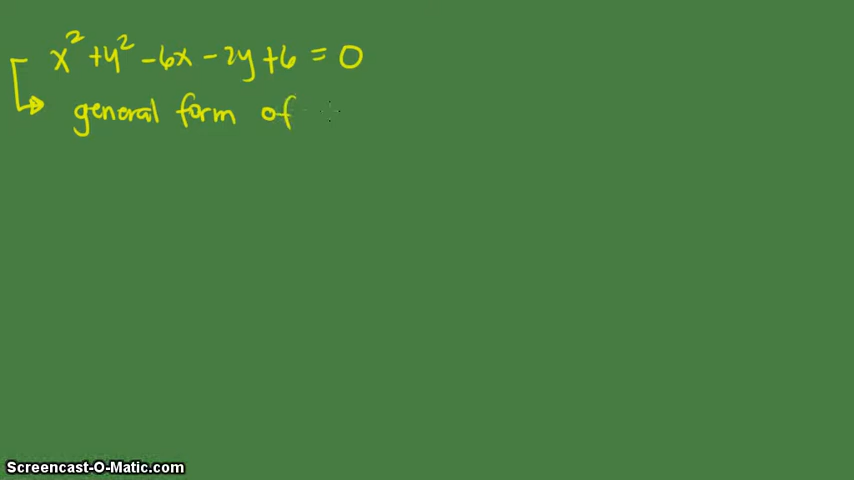 x² + y² - 6x - 2y + 6 = 0
general form of
Screencast-O-Matic.com